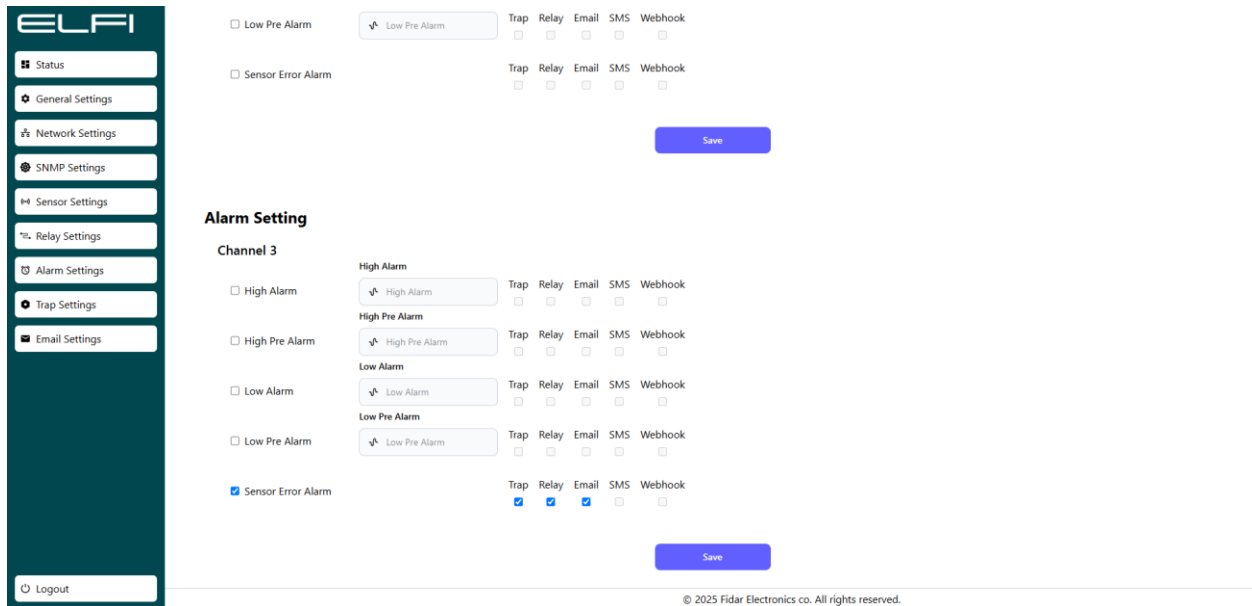 ELFI
Status
General Settings
Network Settings
SNMP Settings
Sensor Settings
Relay Settings
Alarm Settings
Trap Settings
Email Settings
Logout
Low Pre Alarm Low Pre Alarm Trap Relay Email SMS Webhook
Sensor Error Alarm Trap Relay Email SMS Webhook
Save
Alarm Setting
Channel 3
High Alarm
High Alarm High Alarm Trap Relay Email SMS Webhook
High Pre Alarm
High Pre Alarm High Pre Alarm Trap Relay Email SMS Webhook
Low Alarm
Low Alarm Low Alarm Trap Relay Email SMS Webhook
Low Pre Alarm
Low Pre Alarm Low Pre Alarm Trap Relay Email SMS Webhook
Sensor Error Alarm Trap Relay Email SMS Webhook
Save
© 2025 Fidar Electronics co. All rights reserved.